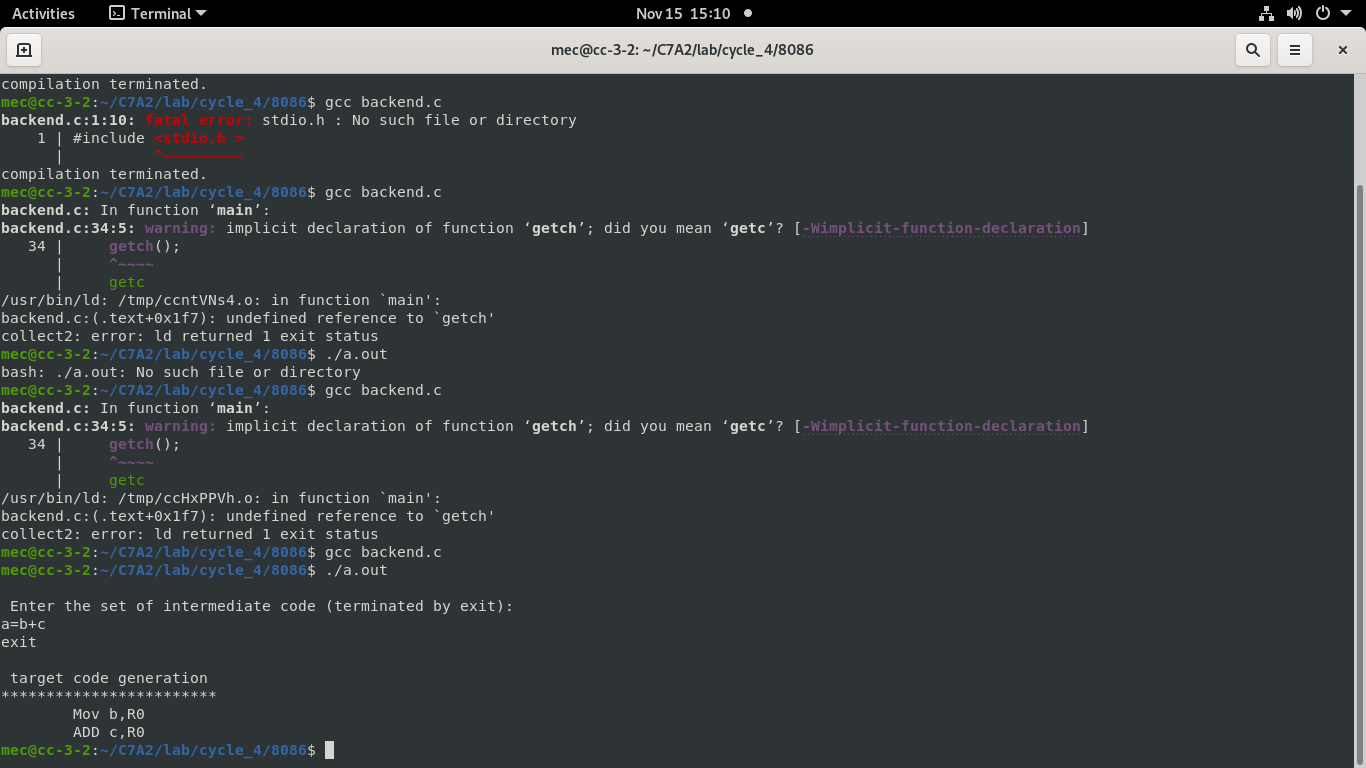 Activities Terminal Nov 15 15:10
mec@cc-3-2: ~/C7A2/lab/cycle_4/8086
compilation terminated.
mec@cc-3-2:~/C7A2/lab/cycle_4/8086$ gcc backend.c
backend.c:1:10: fatal error: stdio.h : No such file or directory
    1 | #include <stdio.h >
      |          ^~~~~~~~~~
compilation terminated.
mec@cc-3-2:~/C7A2/lab/cycle_4/8086$ gcc backend.c
backend.c: In function ‘main’:
backend.c:34:5: warning: implicit declaration of function ‘getch’; did you mean ‘getc’? [-Wimplicit-function-declaration]
   34 |     getch();
      |     ^~~~~
      |     getc
/usr/bin/ld: /tmp/ccntVNs4.o: in function `main':
backend.c:(.text+0x1f7): undefined reference to `getch'
collect2: error: ld returned 1 exit status
mec@cc-3-2:~/C7A2/lab/cycle_4/8086$ ./a.out
bash: ./a.out: No such file or directory
mec@cc-3-2:~/C7A2/lab/cycle_4/8086$ gcc backend.c
backend.c: In function ‘main’:
backend.c:34:5: warning: implicit declaration of function ‘getch’; did you mean ‘getc’? [-Wimplicit-function-declaration]
   34 |     getch();
      |     ^~~~~
      |     getc
/usr/bin/ld: /tmp/ccHxPPVh.o: in function `main':
backend.c:(.text+0x1f7): undefined reference to `getch'
collect2: error: ld returned 1 exit status
mec@cc-3-2:~/C7A2/lab/cycle_4/8086$ gcc backend.c
mec@cc-3-2:~/C7A2/lab/cycle_4/8086$ ./a.out
 Enter the set of intermediate code (terminated by exit):
a=b+c
exit
 target code generation
************************
        Mov b,R0
        ADD c,R0
mec@cc-3-2:~/C7A2/lab/cycle_4/8086$